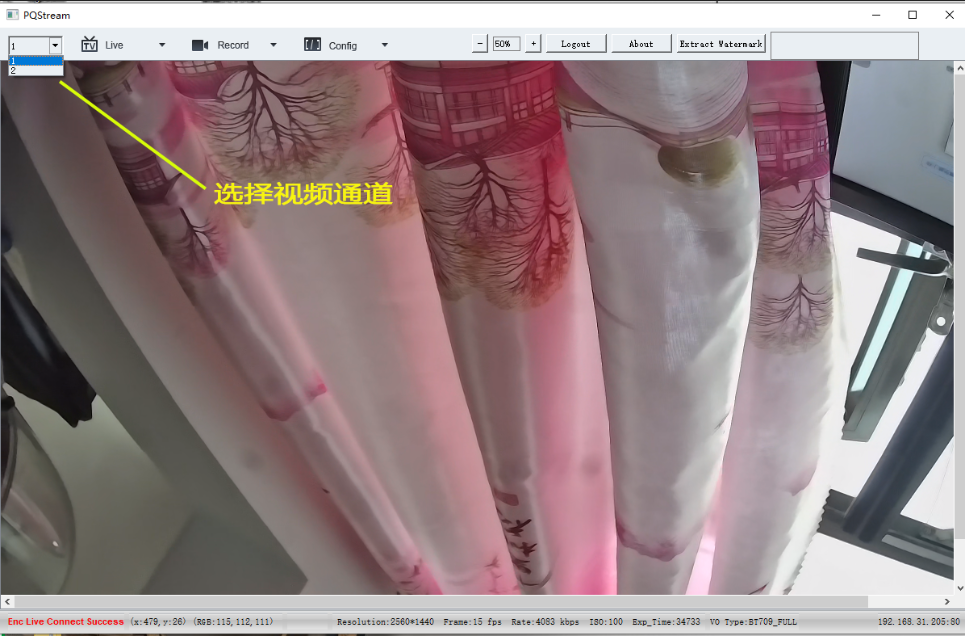 PQStream
1 Live Record Config - 50% + Logout About Extract Watermark
1
2
选择视频通道
Enc Live Connect Success (x:479,y:26) (RGB:115,112,111) Resolution:2560*1440 Frame:15 fps Rate:4083 kbps ISO:100 Exp_Time:34733 VO Type:BT709_FULL 192.168.31.205:80